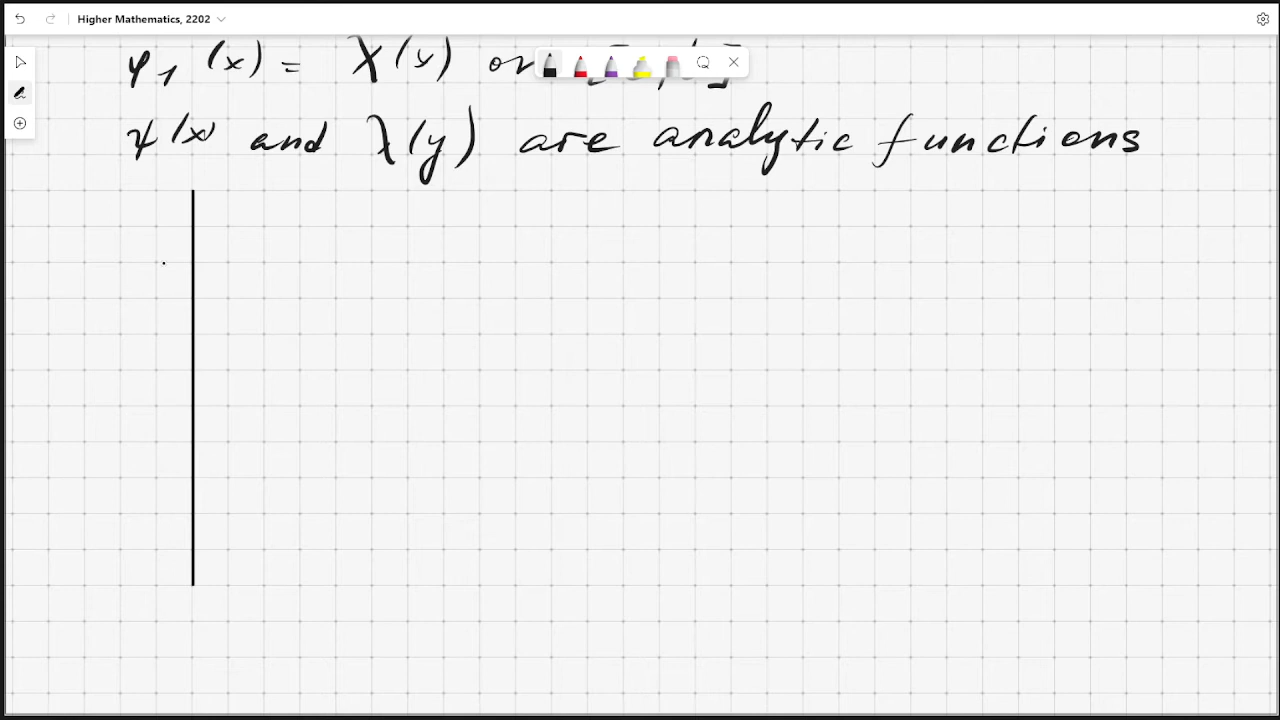 Higher Mathematics, 2202
φ₁(x) = χ(x) on
ψ(x) and λ(y) are analytic functions